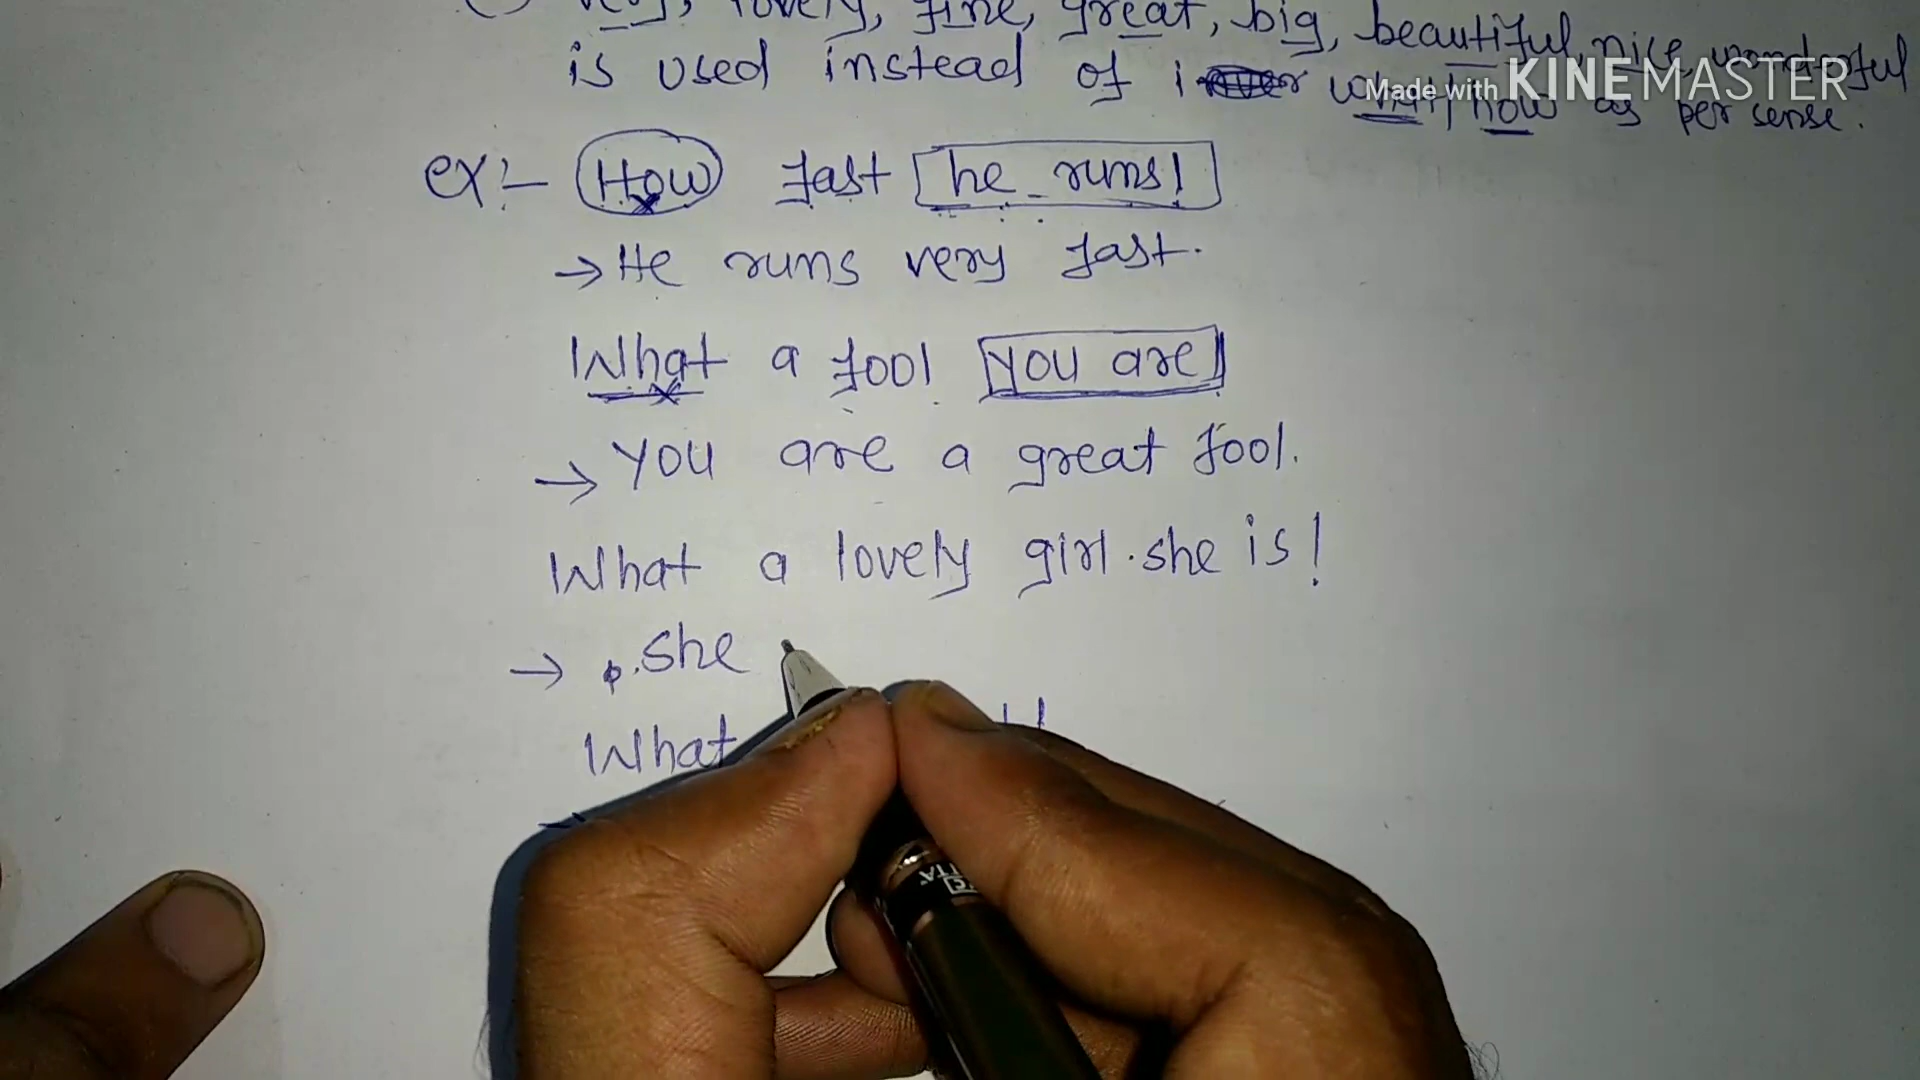 very, lovely, fine, great, big, beautiful, nice, wonderful
is used instead of what/how as per sense.
Made with KINEMASTER
ex:- How fast he runs!
→ He runs very fast.
What a fool you are!
→ You are a great fool.
What a lovely girl she is!
→ she
What